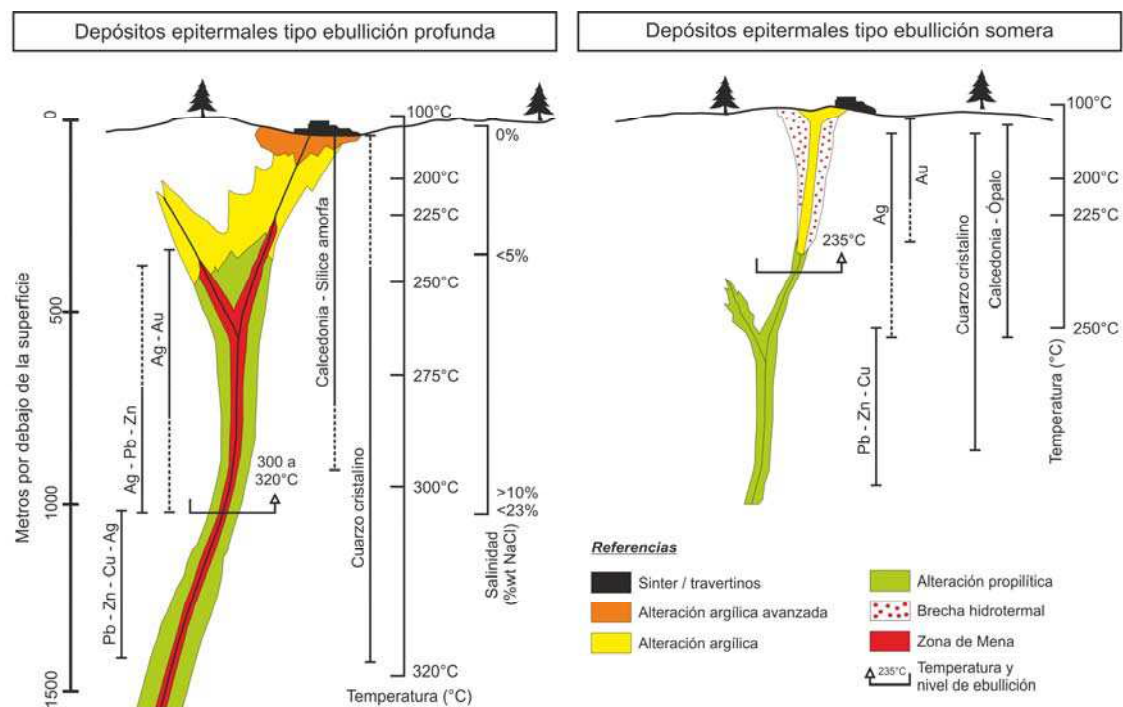 Depósitos epitermales tipo ebullición profunda
Metros por debajo de la superficie
0
500
1000
1500
Ag - Pb - Zn
Ag - Au
Pb - Zn - Cu - Ag
300 a
320°C
Calcedonia - Sílice amorfa
Cuarzo cristalino
100°C
200°C
225°C
250°C
275°C
300°C
320°C
Temperatura (°C)
0%
<5%
>10%
<23%
Salinidad
(%wt NaCl)
Depósitos epitermales tipo ebullición somera
235°C
Ag
Au
Pb - Zn - Cu
Cuarzo cristalino
Calcedonia - Ópalo
100°C
200°C
225°C
250°C
Temperatura (°C)
Referencias
Sinter / travertinos
Alteración argílica avanzada
Alteración argílica
Alteración propilítica
Brecha hidrotermal
Zona de Mena
235°C
Temperatura y
nivel de ebullición